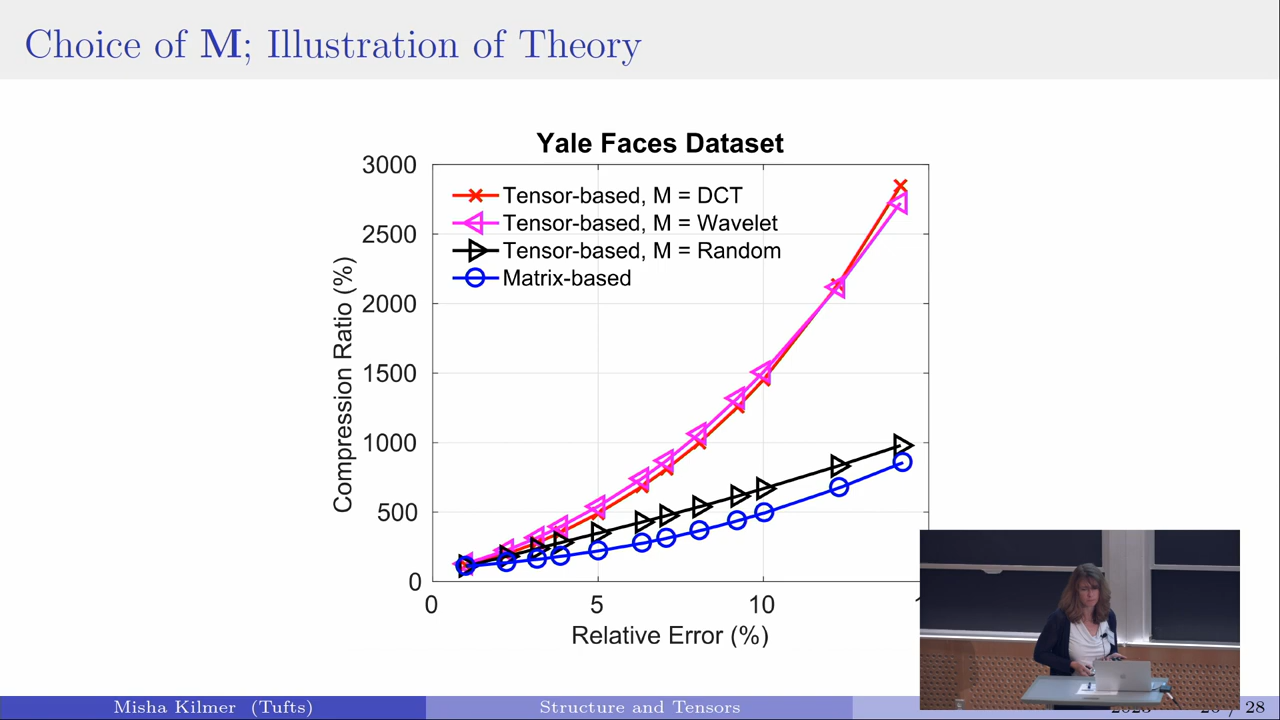 Choice of M; Illustration of Theory
Yale Faces Dataset
3000
2500
2000
1500
1000
500
0
Compression Ratio (%)
Tensor-based, M = DCT
Tensor-based, M = Wavelet
Tensor-based, M = Random
Matrix-based
0 5 10
Relative Error (%)
Misha Kilmer (Tufts) Structure and Tensors / 28